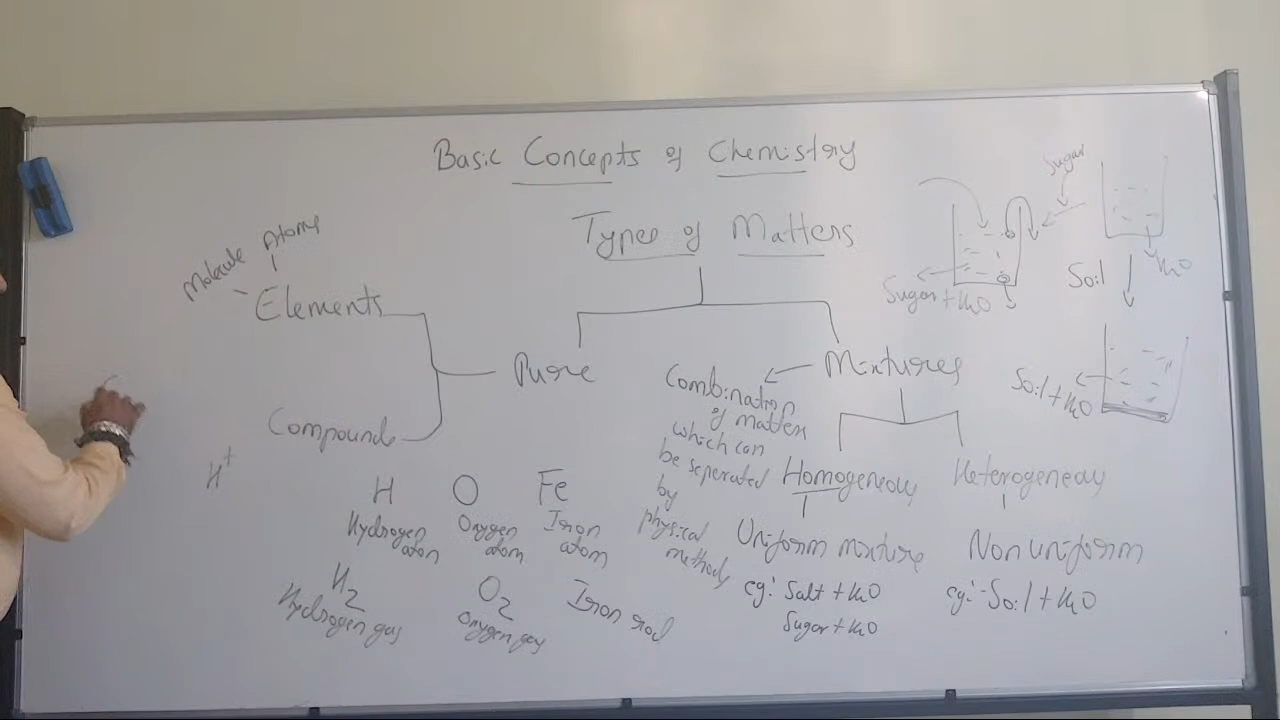 Basic Concepts of Chemistry
Types of Matters
Sugar
H2O
Sugar + H2O
Soil
Soil + H2O
Molecule Atoms
Elements
Pure
Mixtures
Compounds
Combination
of matters
which can
be seperated
by
physical
methods
Homogeneous
Heterogeneous
Uniform mixture
Non uniform
eg: Salt + H2O
Sugar + H2O
eg:- Soil + H2O
H+
H
Hydrogen
atom
O
Oxygen
atom
Fe
Iron
atom
H2
Hydrogen gas
O2
Oxygen gas
Iron rod